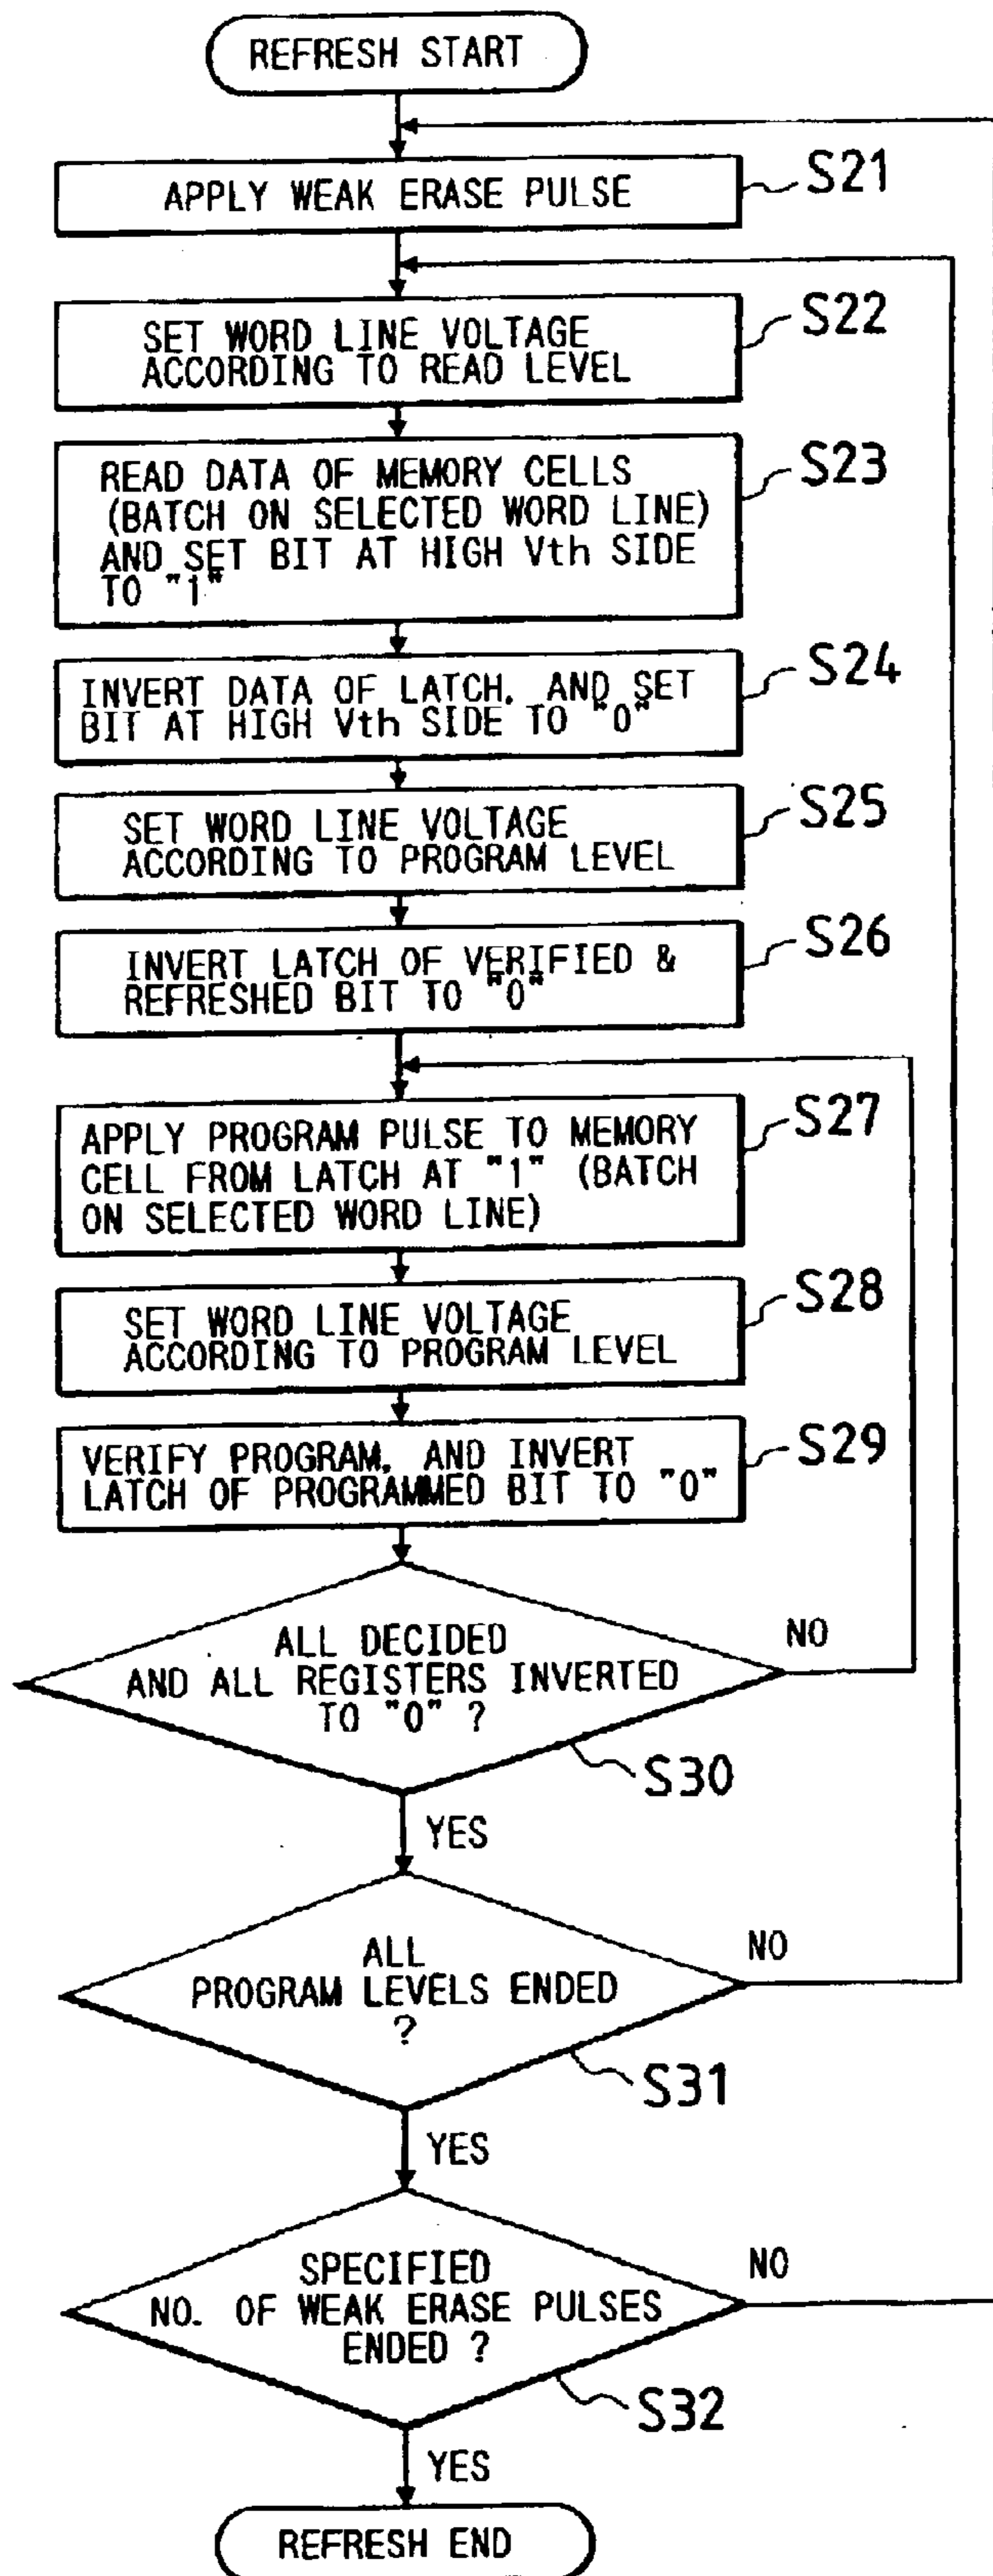 REFRESH START
APPLY WEAK ERASE PULSE
S21
SET WORD LINE VOLTAGE
ACCORDING TO READ LEVEL
S22
READ DATA OF MEMORY CELLS
(BATCH ON SELECTED WORD LINE)
AND SET BIT AT HIGH Vth SIDE
TO "1"
S23
INVERT DATA OF LATCH, AND SET
BIT AT HIGH Vth SIDE TO "0"
S24
SET WORD LINE VOLTAGE
ACCORDING TO PROGRAM LEVEL
S25
INVERT LATCH OF VERIFIED &
REFRESHED BIT TO "0"
S26
APPLY PROGRAM PULSE TO MEMORY
CELL FROM LATCH AT "1" (BATCH
ON SELECTED WORD LINE)
S27
SET WORD LINE VOLTAGE
ACCORDING TO PROGRAM LEVEL
S28
VERIFY PROGRAM, AND INVERT
LATCH OF PROGRAMMED BIT TO "0"
S29
ALL DECIDED
AND ALL REGISTERS INVERTED
TO "0" ?
NO
S30
YES
ALL
PROGRAM LEVELS ENDED
?
NO
S31
YES
SPECIFIED
NO. OF WEAK ERASE PULSES
ENDED ?
NO
S32
YES
REFRESH END